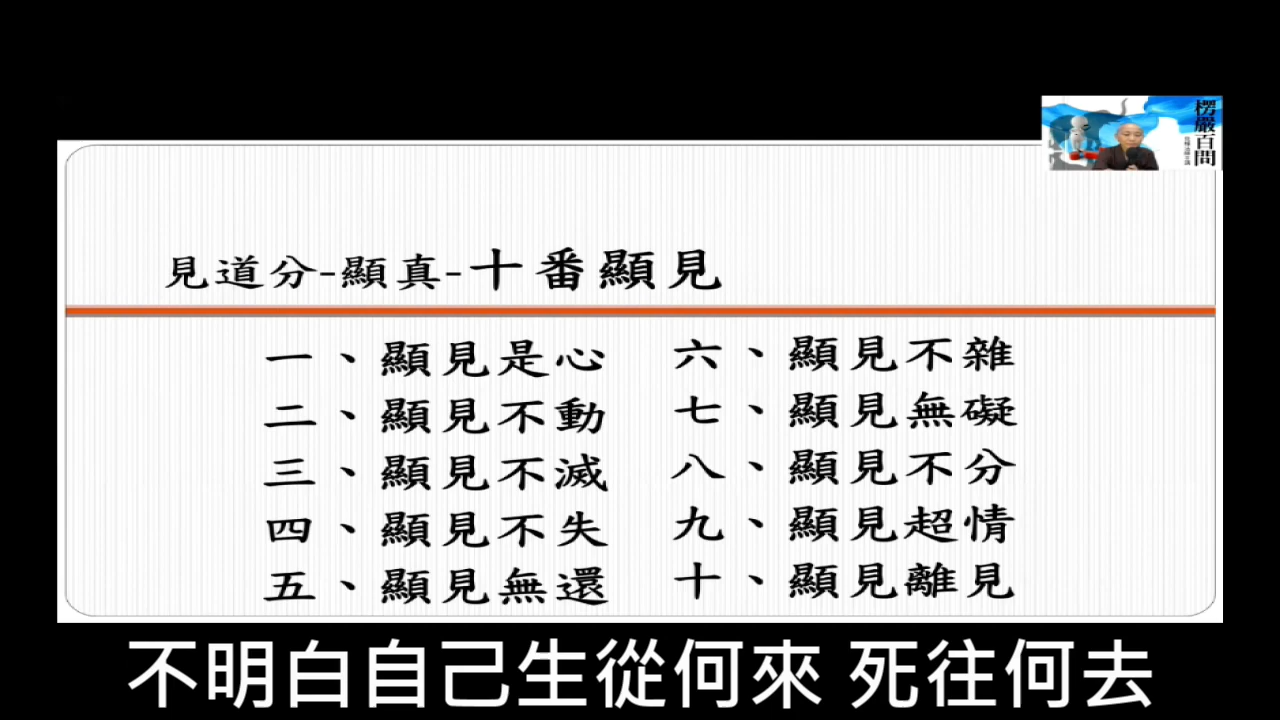 楞嚴百問
見道分-顯真-十番顯見
一、顯見是心
二、顯見不動
三、顯見不滅
四、顯見不失
五、顯見無還
六、顯見不雜
七、顯見無礙
八、顯見不分
九、顯見超情
十、顯見離見
不明白自己生從何來 死往何去